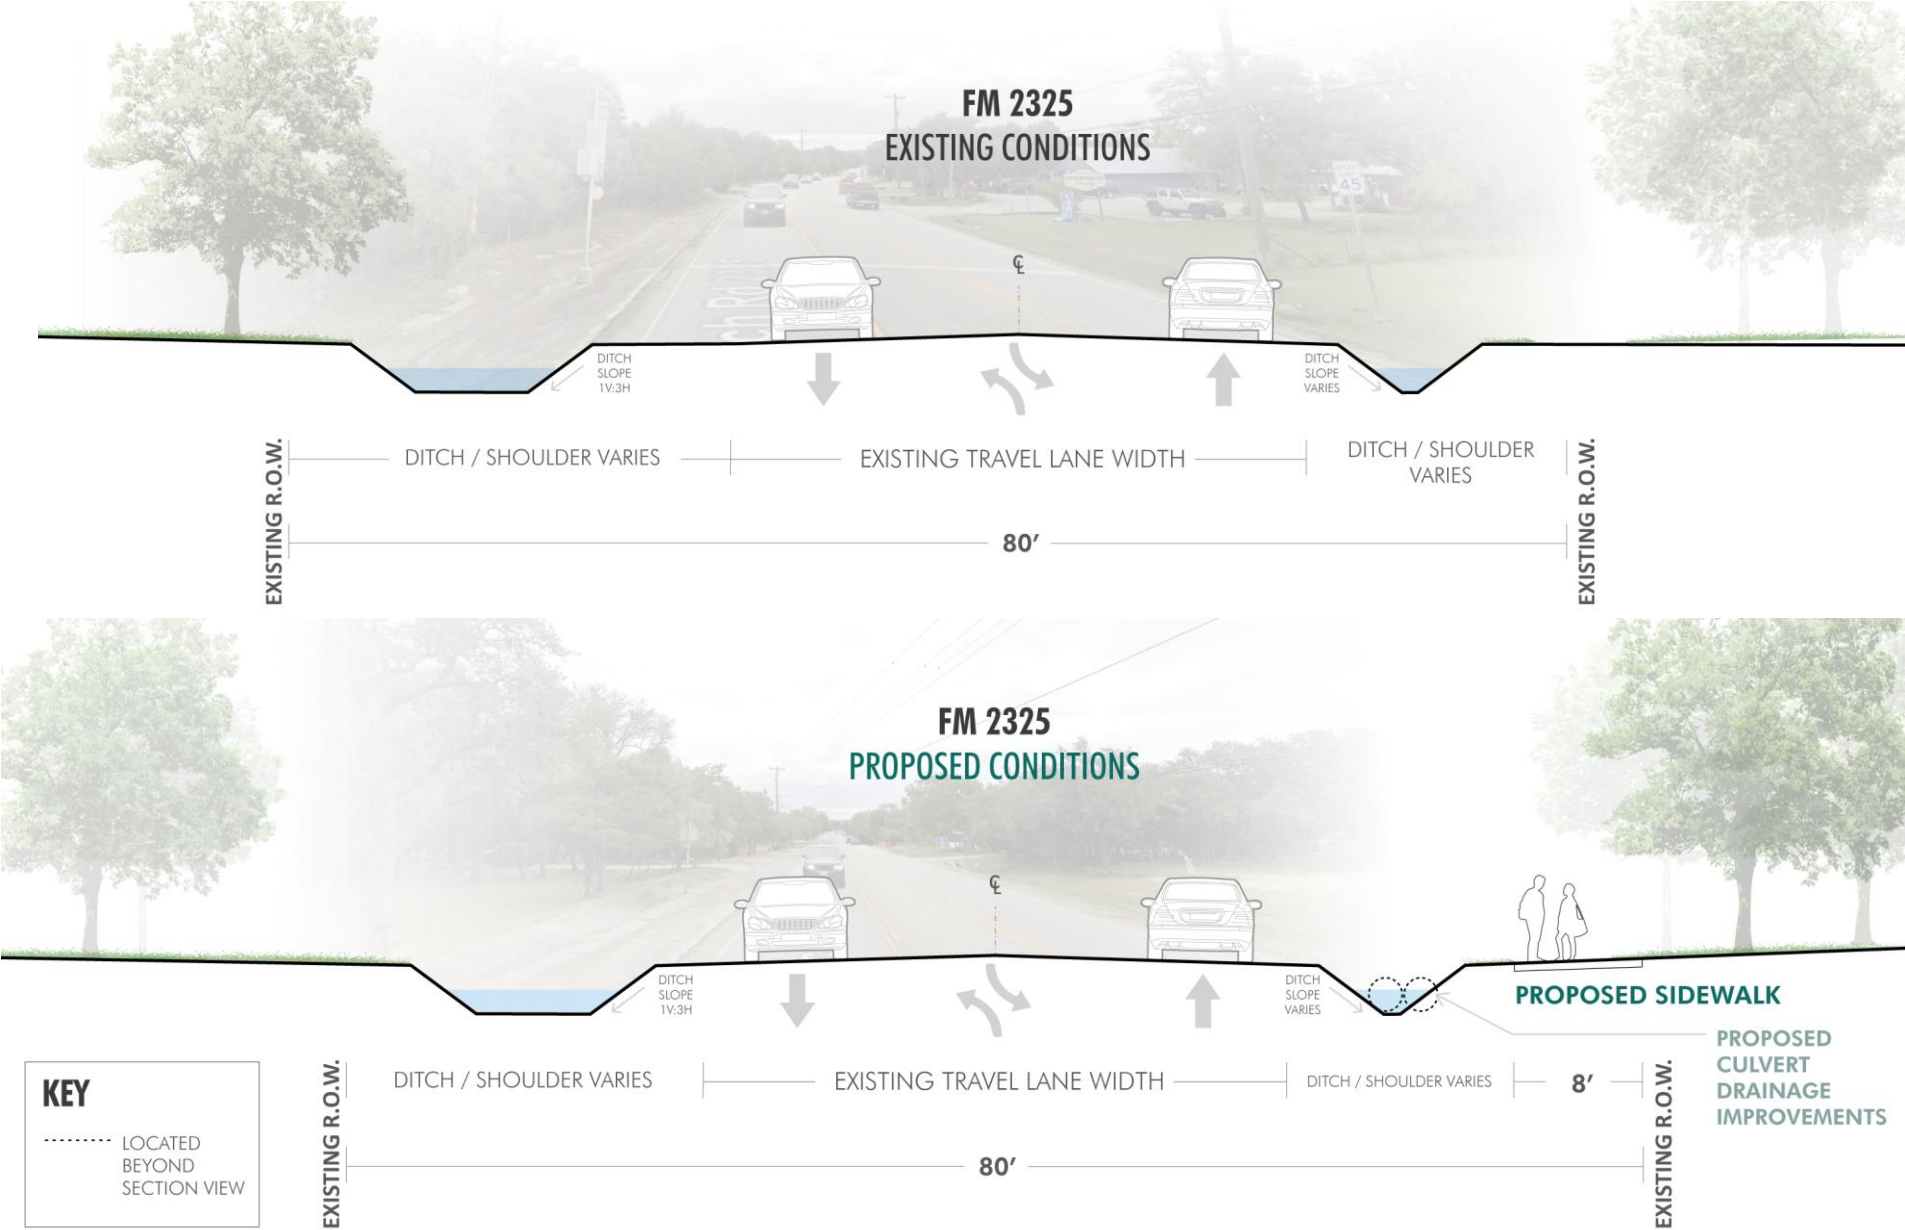 FM 2325
EXISTING CONDITIONS
45
℄
DITCH
SLOPE
1V:3H
DITCH
SLOPE
VARIES
EXISTING R.O.W.
DITCH / SHOULDER VARIES
EXISTING TRAVEL LANE WIDTH
DITCH / SHOULDER
VARIES
EXISTING R.O.W.
80’
FM 2325
PROPOSED CONDITIONS
℄
DITCH
SLOPE
1V:3H
DITCH
SLOPE
VARIES
PROPOSED SIDEWALK
PROPOSED
CULVERT
DRAINAGE
IMPROVEMENTS
EXISTING R.O.W.
DITCH / SHOULDER VARIES
EXISTING TRAVEL LANE WIDTH
DITCH / SHOULDER VARIES
8’
EXISTING R.O.W.
80’
KEY
LOCATED
BEYOND
SECTION VIEW